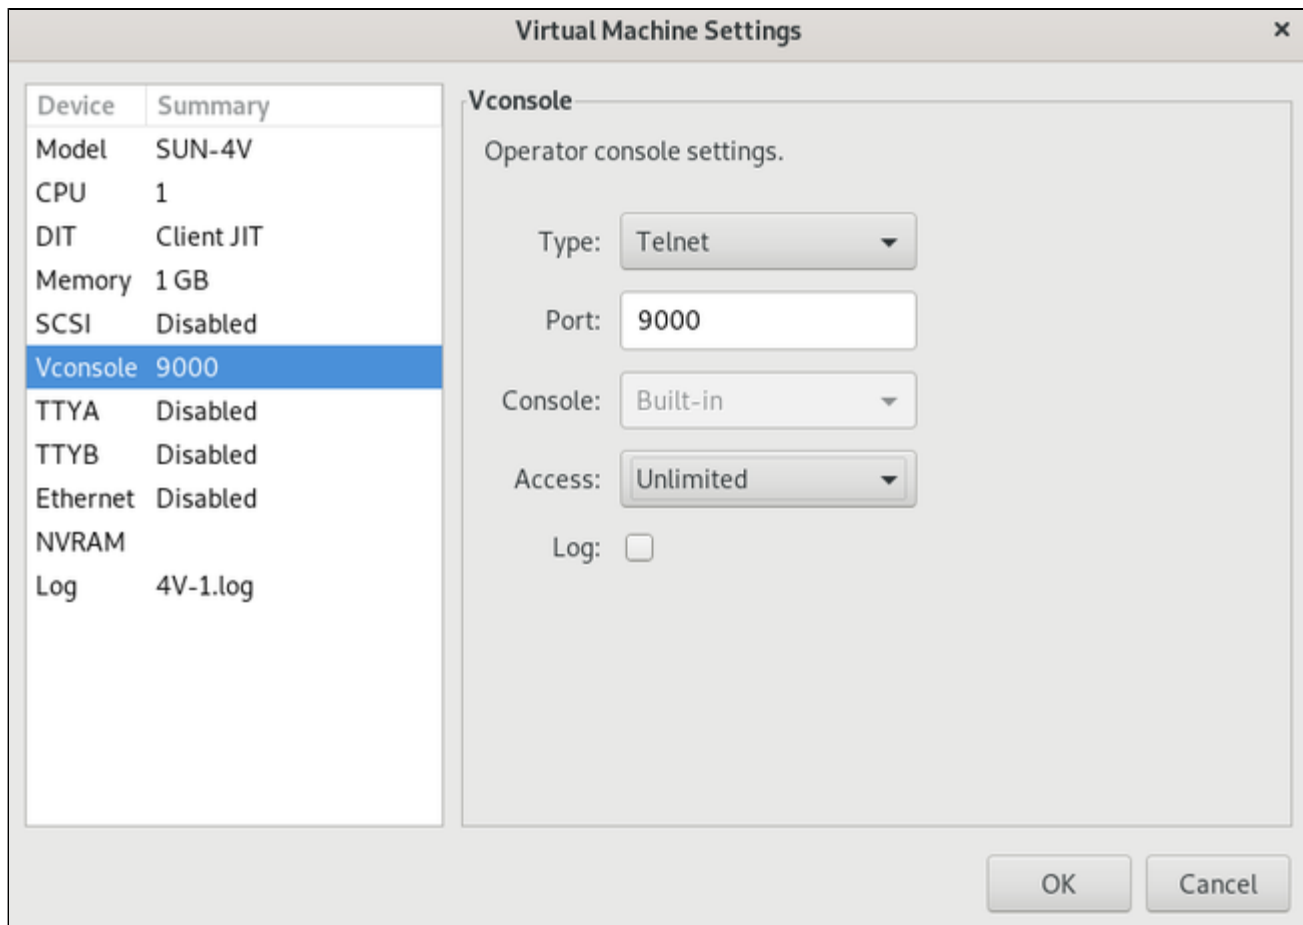 Virtual Machine Settings ×
Device Summary
Model SUN-4V
CPU 1
DIT Client JIT
Memory 1 GB
SCSI Disabled
Vconsole 9000
TTYA Disabled
TTYB Disabled
Ethernet Disabled
NVRAM
Log 4V-1.log
Vconsole
Operator console settings.
Type: Telnet
Port: 9000
Console: Built-in
Access: Unlimited
Log:
OK Cancel